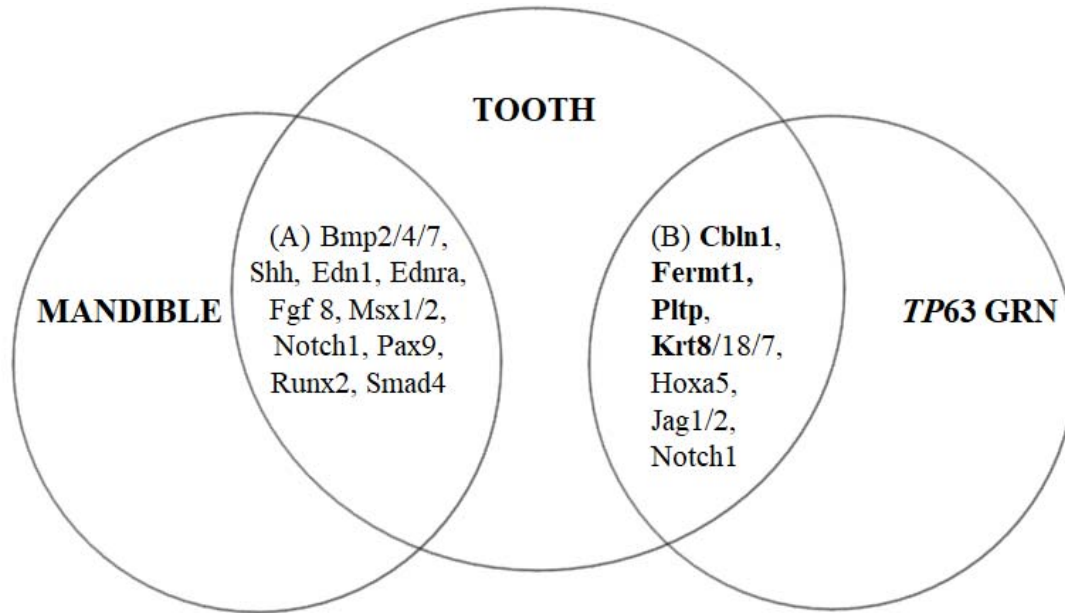 TOOTH
MANDIBLE
(A) Bmp2/4/7,
Shh, Edn1, Ednra,
Fgf 8, Msx1/2,
Notch1, Pax9,
Runx2, Smad4
(B) Cbln1,
Fermt1,
Pltp,
Krt8/18/7,
Hoxa5,
Jag1/2,
Notch1
TP63 GRN